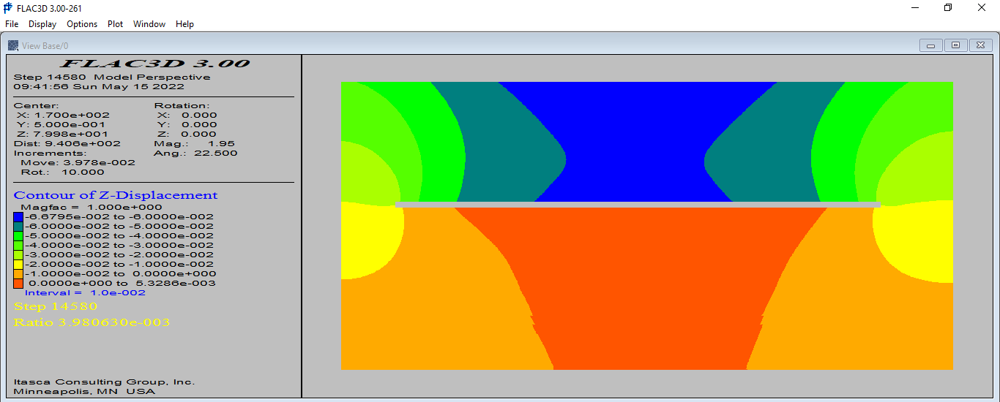 FLAC3D 3.00-261
File Display Options Plot Window Help
View Base/0
FLAC3D 3.00
Step 14580 Model Perspective
09:41:56 Sun May 15 2022
Center: Rotation:
X: 1.700e+002 X: 0.000
Y: 5.000e-001 Y: 0.000
Z: 7.998e+001 Z: 0.000
Dist: 9.406e+002 Mag.: 1.95
Increments: Ang.: 22.500
Move: 3.978e-002
Rot.: 10.000
Contour of Z-Displacement
Magfac = 1.000e+000
-6.6795e-002 to -6.0000e-002
-6.0000e-002 to -5.0000e-002
-5.0000e-002 to -4.0000e-002
-4.0000e-002 to -3.0000e-002
-3.0000e-002 to -2.0000e-002
-2.0000e-002 to -1.0000e-002
-1.0000e-002 to 0.0000e+000
0.0000e+000 to 5.3286e-003
Interval = 1.0e-002
Step 14580
Ratio 3.980630e-003
Itasca Consulting Group, Inc.
Minneapolis, MN USA